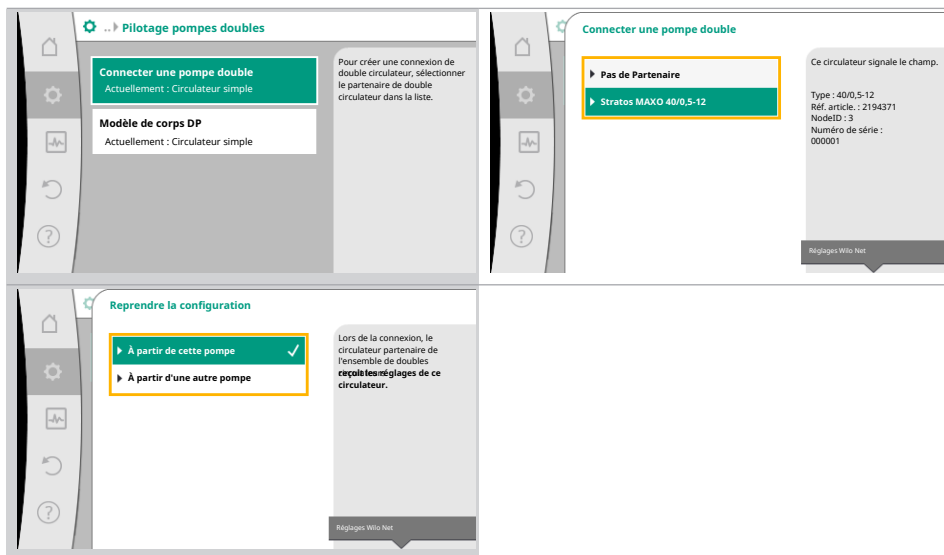 .. Pilotage pompes doubles
Connecter une pompe double
Actuellement : Circulateur simple
Modèle de corps DP
Actuellement : Circulateur simple
Pour créer une connexion de
double circulateur, sélectionner
le partenaire de double
circulateur dans la liste.
Connecter une pompe double
Pas de Partenaire
Stratos MAXO 40/0,5-12
Ce circulateur signale le champ.
Type : 40/0,5-12
Réf. article. : 2194371
NodeID : 3
Numéro de série :
000001
Réglages Wilo Net
?
?
Reprendre la configuration
À partir de cette pompe
À partir d'une autre pompe
Lors de la connexion, le
circulateur partenaire de
l'ensemble de doubles
réglages de ce
circulateur.
Réglages Wilo Net
?